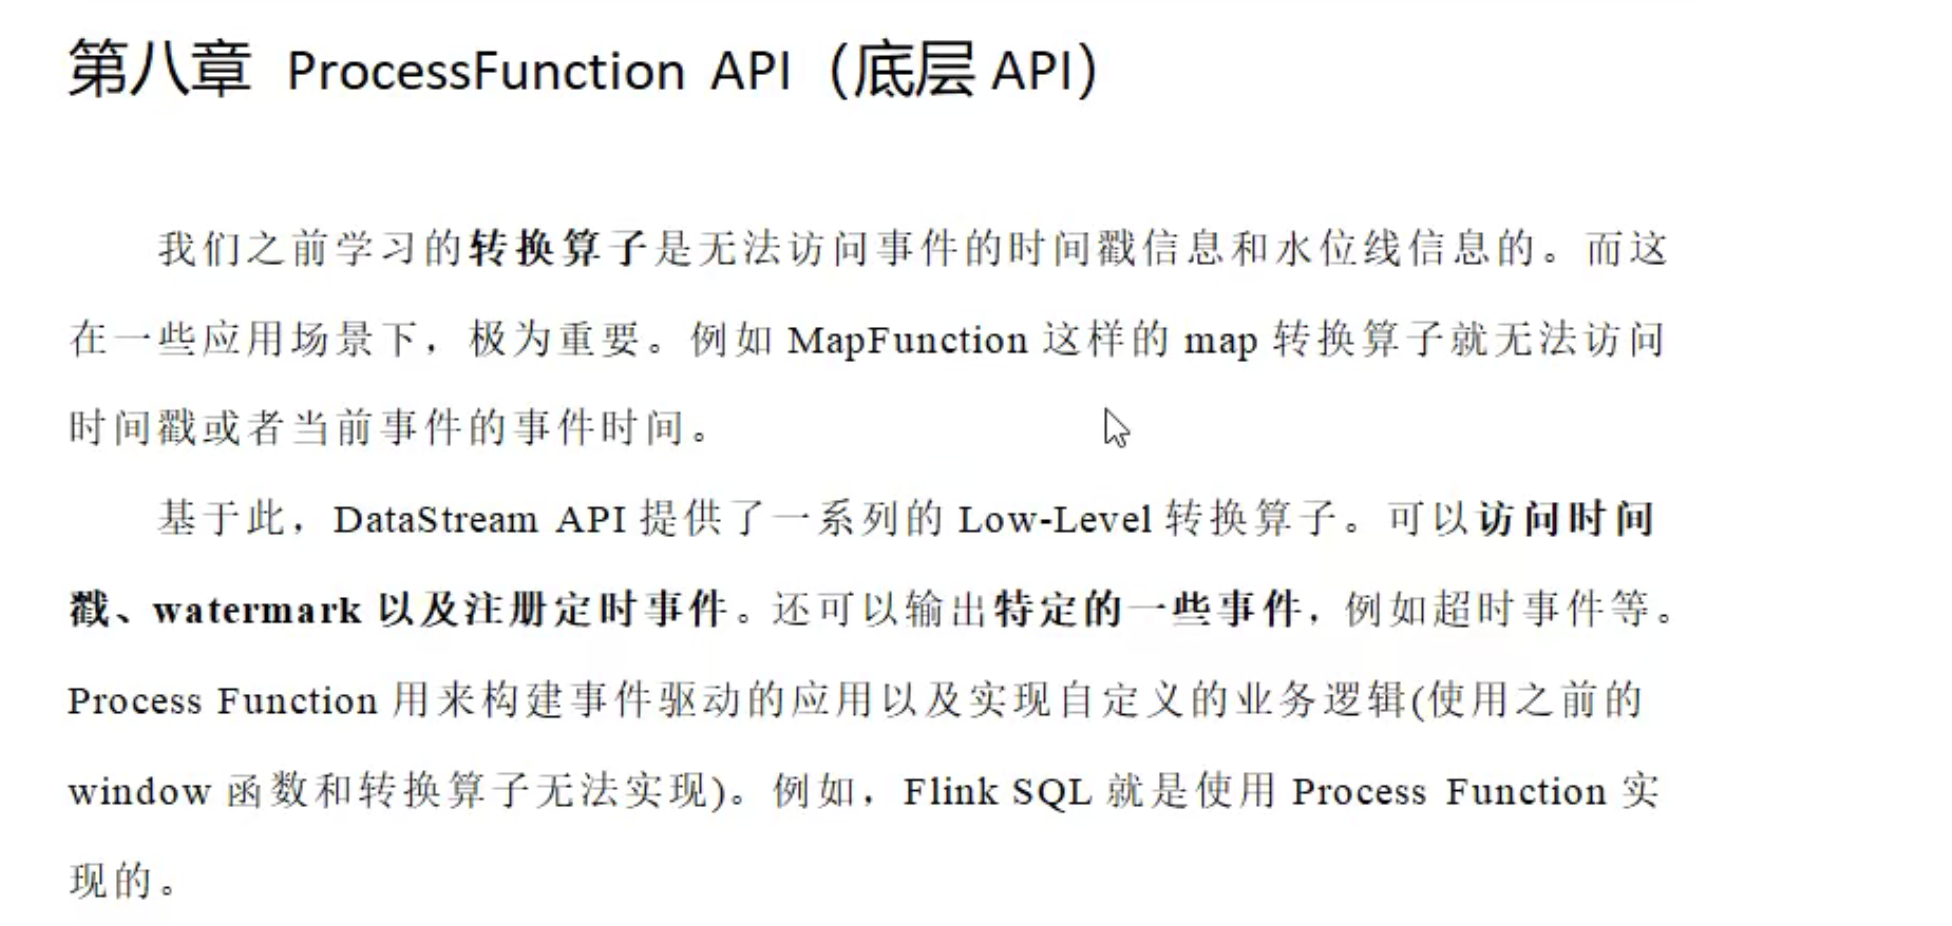 第八章 ProcessFunction API（底层 API）
我们之前学习的转换算子是无法访问事件的时间戳信息和水位线信息的。而这
在一些应用场景下，极为重要。例如 MapFunction 这样的 map 转换算子就无法访问
时间戳或者当前事件的事件时间。
基于此，DataStream API 提供了一系列的 Low-Level 转换算子。可以访问时间
戳、watermark 以及注册定时事件。还可以输出特定的一些事件，例如超时事件等。
Process Function 用来构建事件驱动的应用以及实现自定义的业务逻辑(使用之前的
window 函数和转换算子无法实现)。例如，Flink SQL 就是使用 Process Function 实
现的。